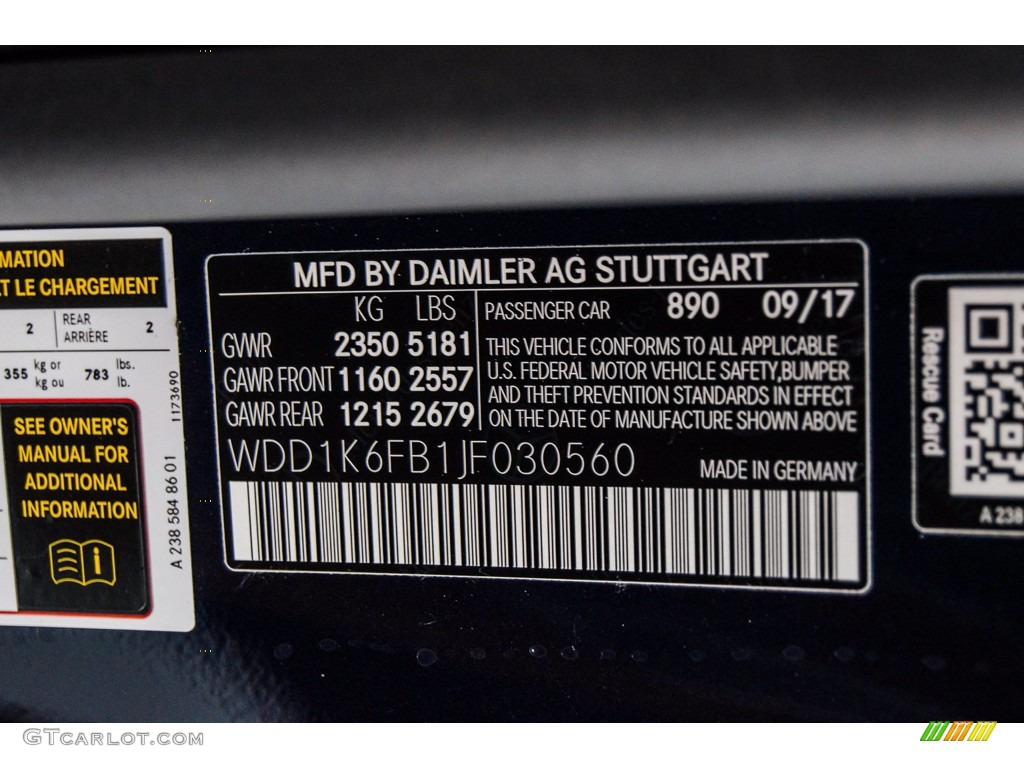 MATION
ET LE CHARGEMENT
2 REAR ARRIÈRE 2
355 kg or kg ou 783 lbs. lb.
SEE OWNER'S
MANUAL FOR
ADDITIONAL
INFORMATION
i
1173690
A 238 584 86 01
MFD BY DAIMLER AG STUTTGART
KG LBS
GWWR 2350 5181
GAWR FRONT 1160 2557
GAWR REAR 1215 2679
PASSENGER CAR 890 09/17
THIS VEHICLE CONFORMS TO ALL APPLICABLE
U.S. FEDERAL MOTOR VEHICLE SAFETY,BUMPER
AND THEFT PREVENTION STANDARDS IN EFFECT
ON THE DATE OF MANUFACTURE SHOWN ABOVE
WDD1K6FB1JF030560
MADE IN GERMANY
Rescue Card
A 238
GTCarlot.com